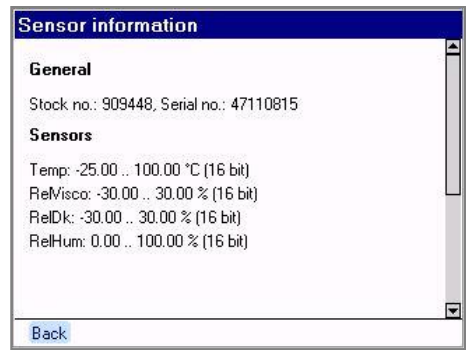 Sensor information
General
Stock no.: 909448, Serial no.: 47110815
Sensors
Temp: -25.00 .. 100.00 °C (16 bit)
RelVisco: -30.00 .. 30.00 % (16 bit)
RelDk: -30.00 .. 30.00 % (16 bit)
RelHum: 0.00 .. 100.00 % (16 bit)
Back